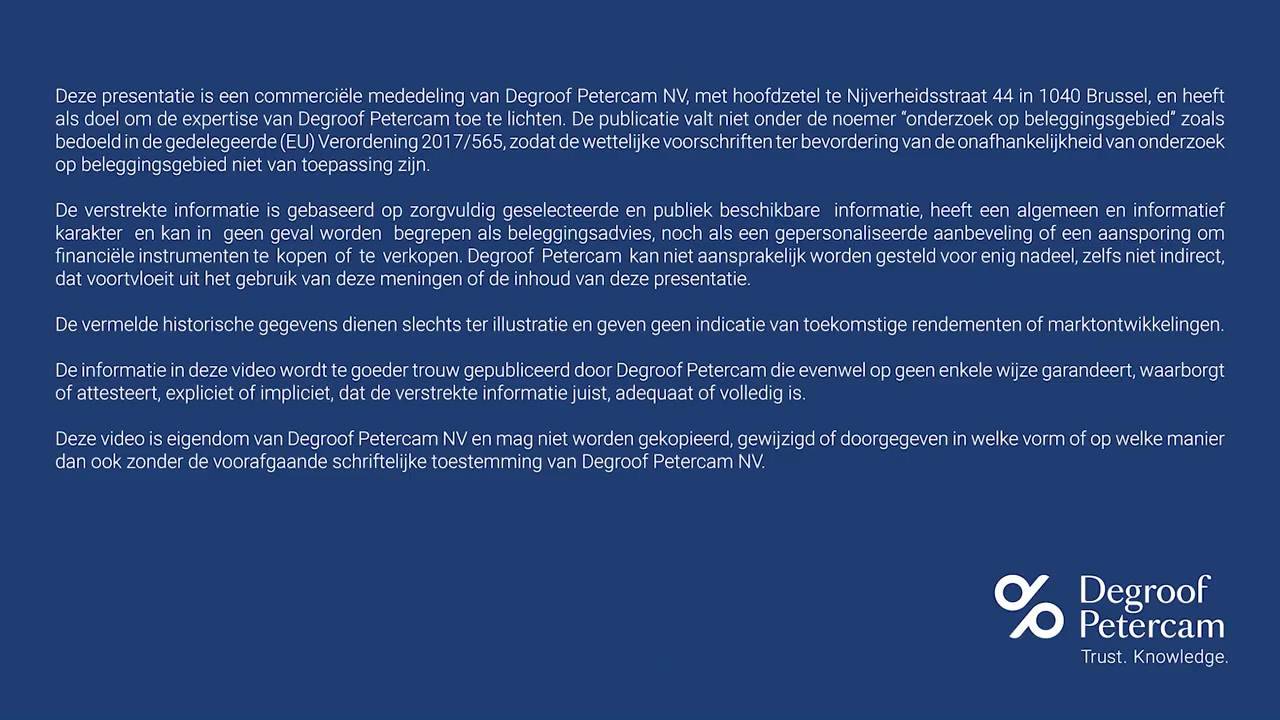 Deze presentatie is een commerciële mededeling van Degroof Petercam NV, met hoofdzetel te Nijverheidsstraat 44 in 1040 Brussel, en heeft
als doel om de expertise van Degroof Petercam toe te lichten. De publicatie valt niet onder de noemer “onderzoek op beleggingsgebied” zoals
bedoeld in de gedelegeerde (EU) Verordening 2017/565, zodat de wettelijke voorschriften ter bevordering van de onafhankelijkheid van onderzoek
op beleggingsgebied niet van toepassing zijn.
De verstrekte informatie is gebaseerd op zorgvuldig geselecteerde en publiek beschikbare informatie, heeft een algemeen en informatief
karakter en kan in geen geval worden begrepen als beleggingsadvies, noch als een gepersonaliseerde aanbeveling of een aansporing om
financiële instrumenten te kopen of te verkopen. Degroof Petercam kan niet aansprakelijk worden gesteld voor enig nadeel, zelfs niet indirect,
dat voortvloeit uit het gebruik van deze meningen of de inhoud van deze presentatie.
De vermelde historische gegevens dienen slechts ter illustratie en geven geen indicatie van toekomstige rendementen of marktontwikkelingen.
De informatie in deze video wordt te goeder trouw gepubliceerd door Degroof Petercam die evenwel op geen enkele wijze garandeert, waarborgt
of attesteert, expliciet of impliciet, dat de verstrekte informatie juist, adequaat of volledig is.
Deze video is eigendom van Degroof Petercam NV en mag niet worden gekopieerd, gewijzigd of doorgegeven in welke vorm of op welke manier
dan ook zonder de voorafgaande schriftelijke toestemming van Degroof Petercam NV.
Degroof
Petercam
Trust. Knowledge.